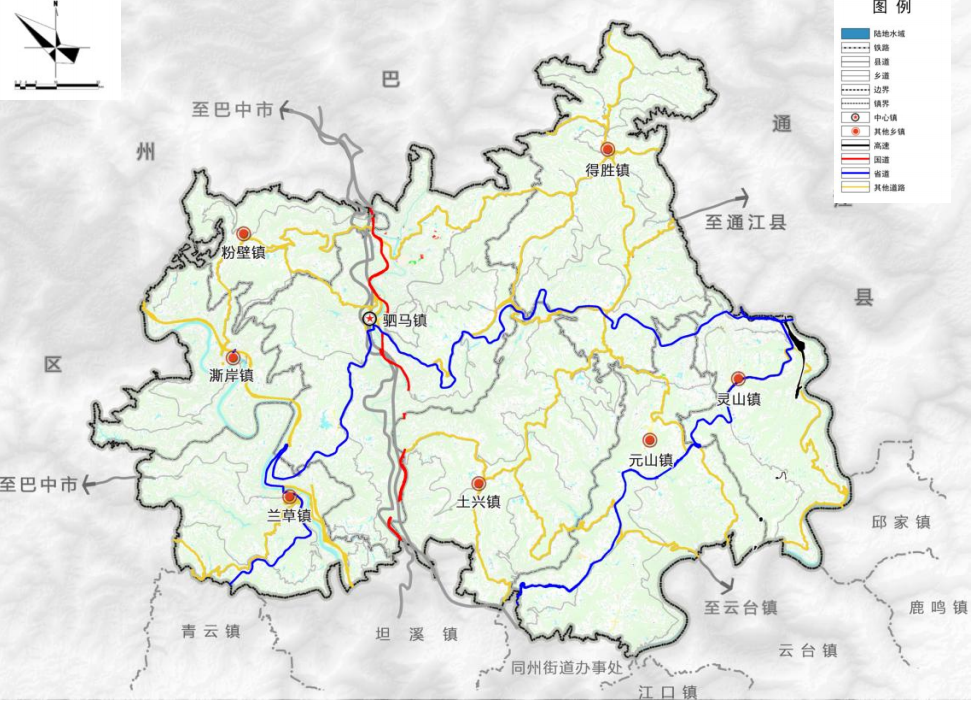 N
图 例
陆地水域
铁路
县道
乡道
边界
镇界
中心镇
其他乡镇
高速
国道
省道
其他道路
巴
至巴中市
通
州
得胜镇
至通江县
江
粉壁镇
驷马镇
县
区
澌岸镇
灵山镇
元山镇
至巴中市
土兴镇
兰草镇
邱家镇
至云台镇
鹿鸣镇
青云镇
坦溪镇
云台镇
同州街道办事处
江口镇